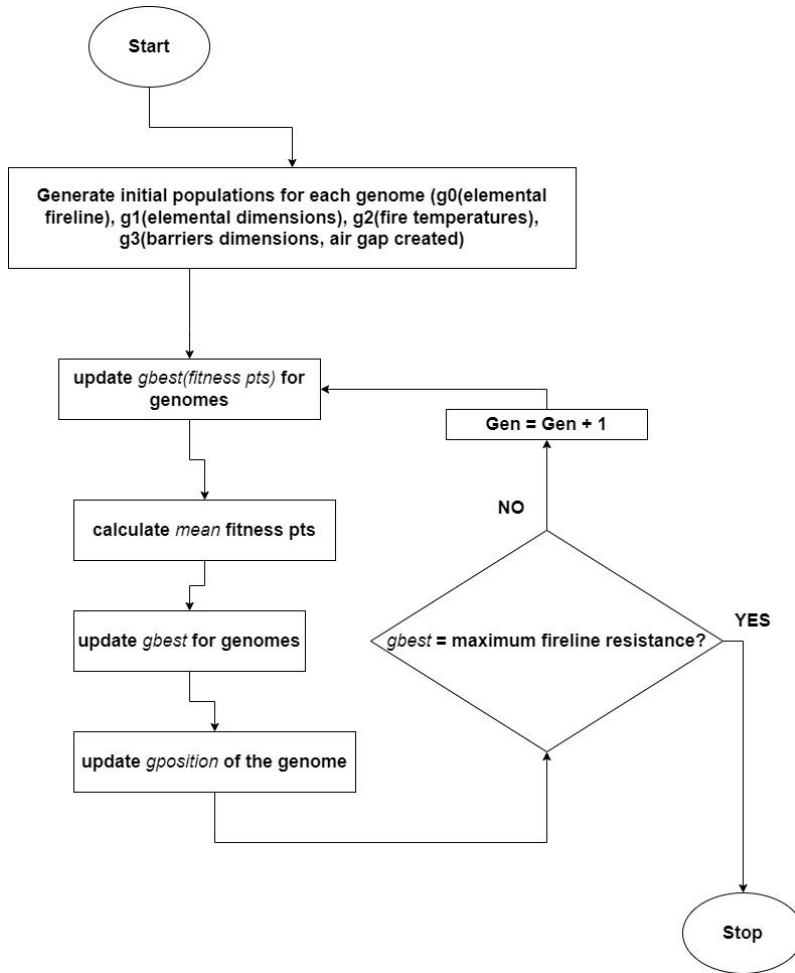 Start
Generate initial populations for each genome (g0(elemental
fireline), g1(elemental dimensions), g2(fire temperatures),
g3(barriers dimensions, air gap created)
update gbest(fitness pts) for
genomes
Gen = Gen + 1
NO
calculate mean fitness pts
YES
update gbest for genomes
gbest = maximum fireline resistance?
update gposition of the genome
Stop